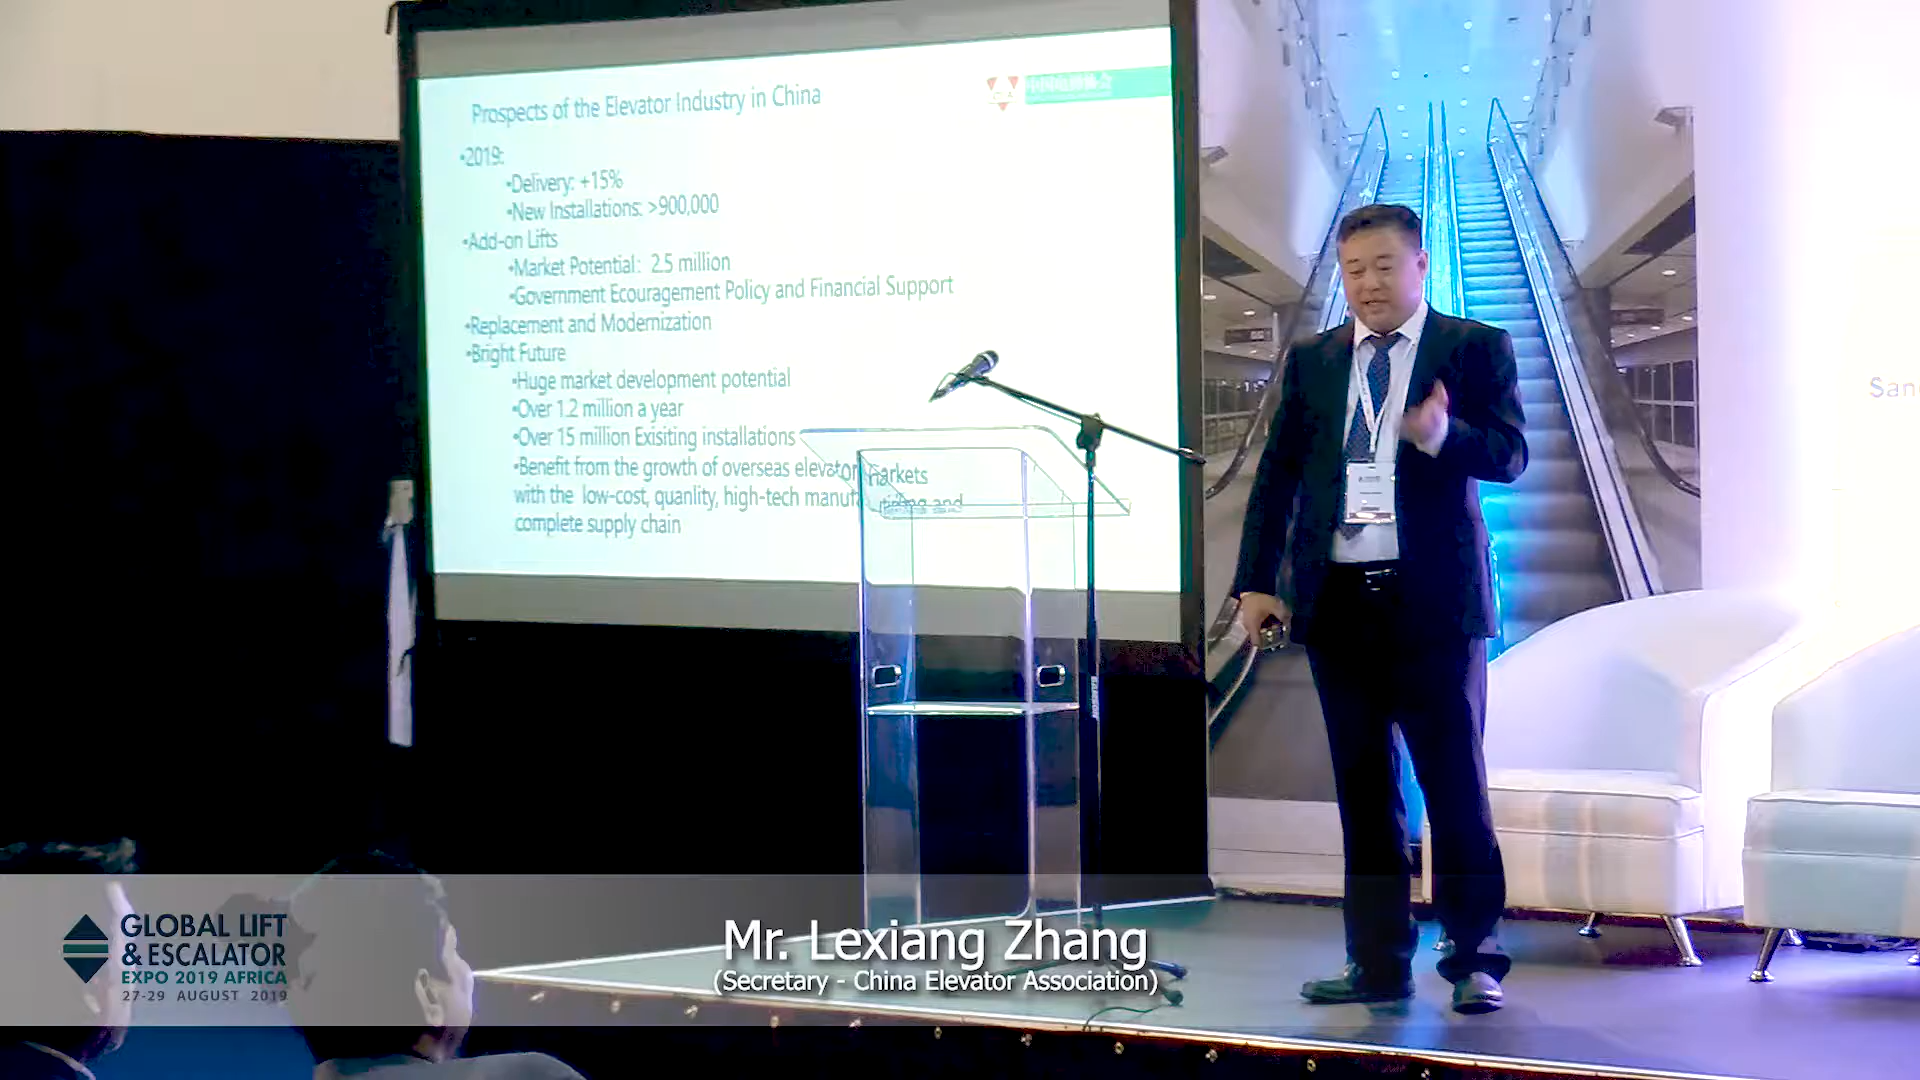 Prospects of the Elevator Industry in China
•2019:
•Delivery: +15%
•New Installations: >900,000
•Add-on Lifts
•Market Potential: 2.5 million
•Government Ecouragement Policy and Financial Support
•Replacement and Modernization
•Bright Future
•Huge market development potential
•Over 1.2 million a year
•Over 15 million Exisiting installations
•Benefit from the growth of overseas elevator markets
with the low-cost, quanlity, high-tech and
complete supply chain
GLOBAL LIFT
& ESCALATOR
EXPO 2019 AFRICA
27-29 AUGUST 2019
Mr. Lexiang Zhang
(Secretary - China Elevator Association)